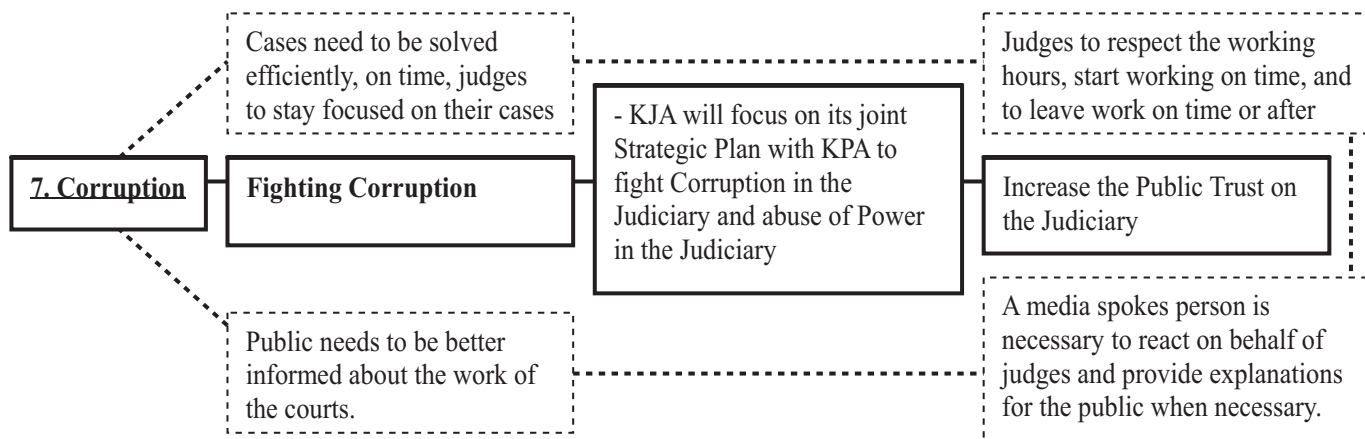 Cases need to be solved
efficiently, on time, judges
to stay focused on their cases
Judges to respect the working
hours, start working on time, and
to leave work on time or after
7. Corruption
Fighting Corruption
- KJA will focus on its joint
Strategic Plan with KPA to
fight Corruption in the
Judiciary and abuse of Power
in the Judiciary
Increase the Public Trust on
the Judiciary
Public needs to be better
informed about the work of
the courts.
A media spokes person is
necessary to react on behalf of
judges and provide explanations
for the public when necessary.